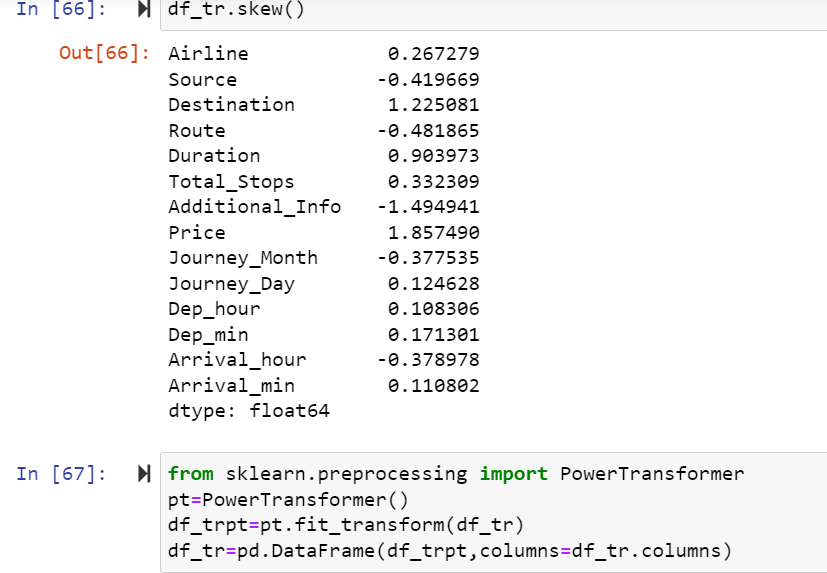 In [66]: df_tr.skew()
Out[66]: Airline 0.267279
Source -0.419669
Destination 1.225081
Route -0.481865
Duration 0.903973
Total_Stops 0.332309
Additional_Info -1.494941
Price 1.857490
Journey_Month -0.377535
Journey_Day 0.124628
Dep_hour 0.108306
Dep_min 0.171301
Arrival_hour -0.378978
Arrival_min 0.110802
dtype: float64
In [67]: from sklearn.preprocessing import PowerTransformer
pt=PowerTransformer()
df_trpt=pt.fit_transform(df_tr)
df_tr=pd.DataFrame(df_trpt,columns=df_tr.columns)